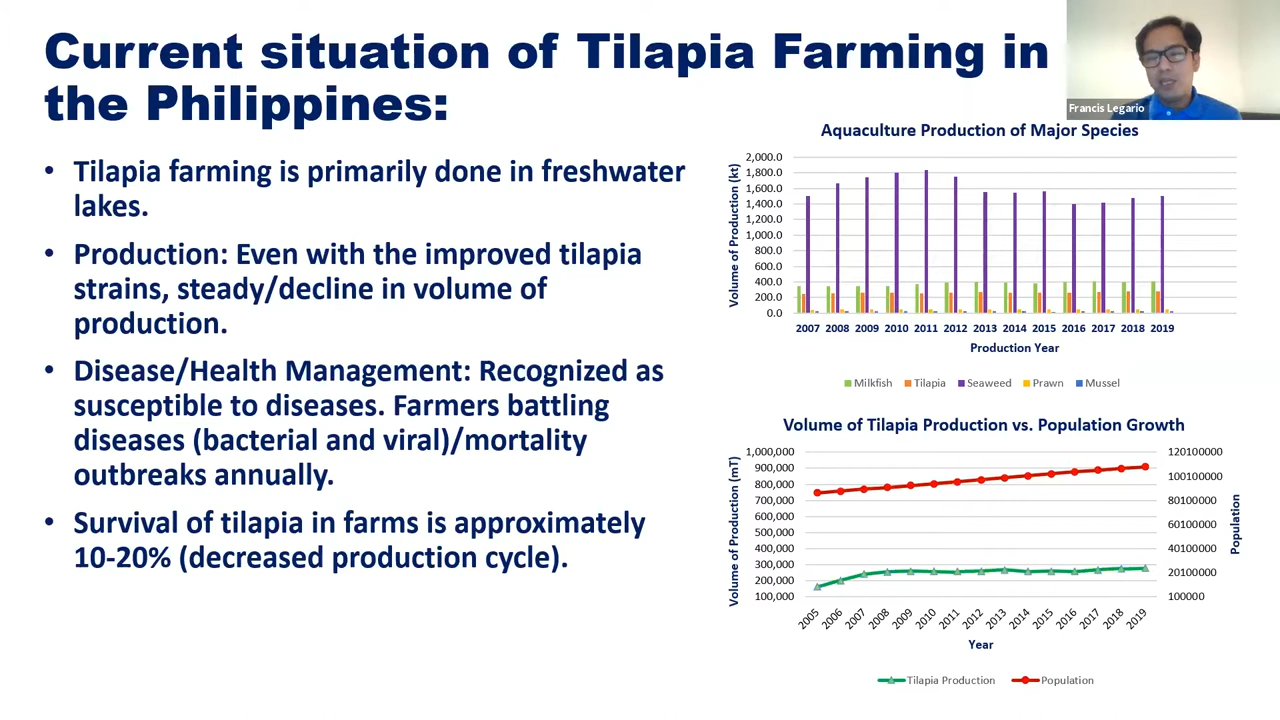 Current situation of Tilapia Farming in
the Philippines:
• Tilapia farming is primarily done in freshwater
lakes.
• Production: Even with the improved tilapia
strains, steady/decline in volume of
production.
• Disease/Health Management: Recognized as
susceptible to diseases. Farmers battling
diseases (bacterial and viral)/mortality
outbreaks annually.
• Survival of tilapia in farms is approximately
10-20% (decreased production cycle).
Francis Legario
Aquaculture Production of Major Species
Volume of Production (kt)
2,000.0
1,800.0
1,600.0
1,400.0
1,200.0
1,000.0
800.0
600.0
400.0
200.0
0.0
2007 2008 2009 2010 2011 2012 2013 2014 2015 2016 2017 2018 2019
Production Year
Milkfish Tilapia Seaweed Prawn Mussel
Volume of Tilapia Production vs. Population Growth
Volume of Production (mT)
1,000,000
900,000
800,000
700,000
600,000
500,000
400,000
300,000
200,000
100,000
120100000
100100000
80100000
60100000
40100000
20100000
100000
Population
2005 2006 2007 2008 2009 2010 2011 2012 2013 2014 2015 2016 2017 2018 2019
Year
Tilapia Production Population